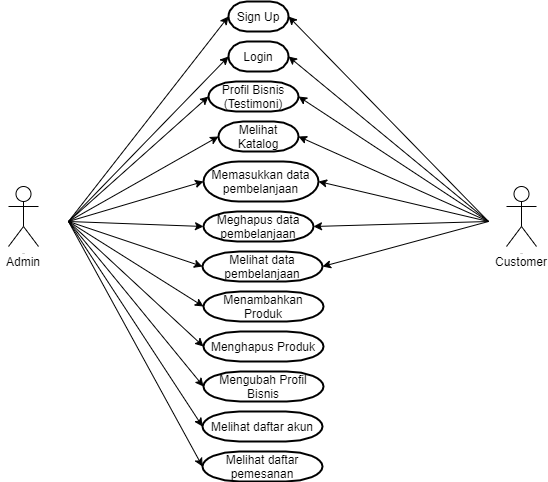 Sign Up
Login
Profil Bisnis
(Testimoni)
Melihat
Katalog
Memasukkan data
pembelanjaan
Meghapus data
pembelanjaan
Melihat data
pembelanjaan
Menambahkan
Produk
Menghapus Produk
Mengubah Profil
Bisnis
Melihat daftar akun
Melihat daftar
pemesanan
Admin
Customer